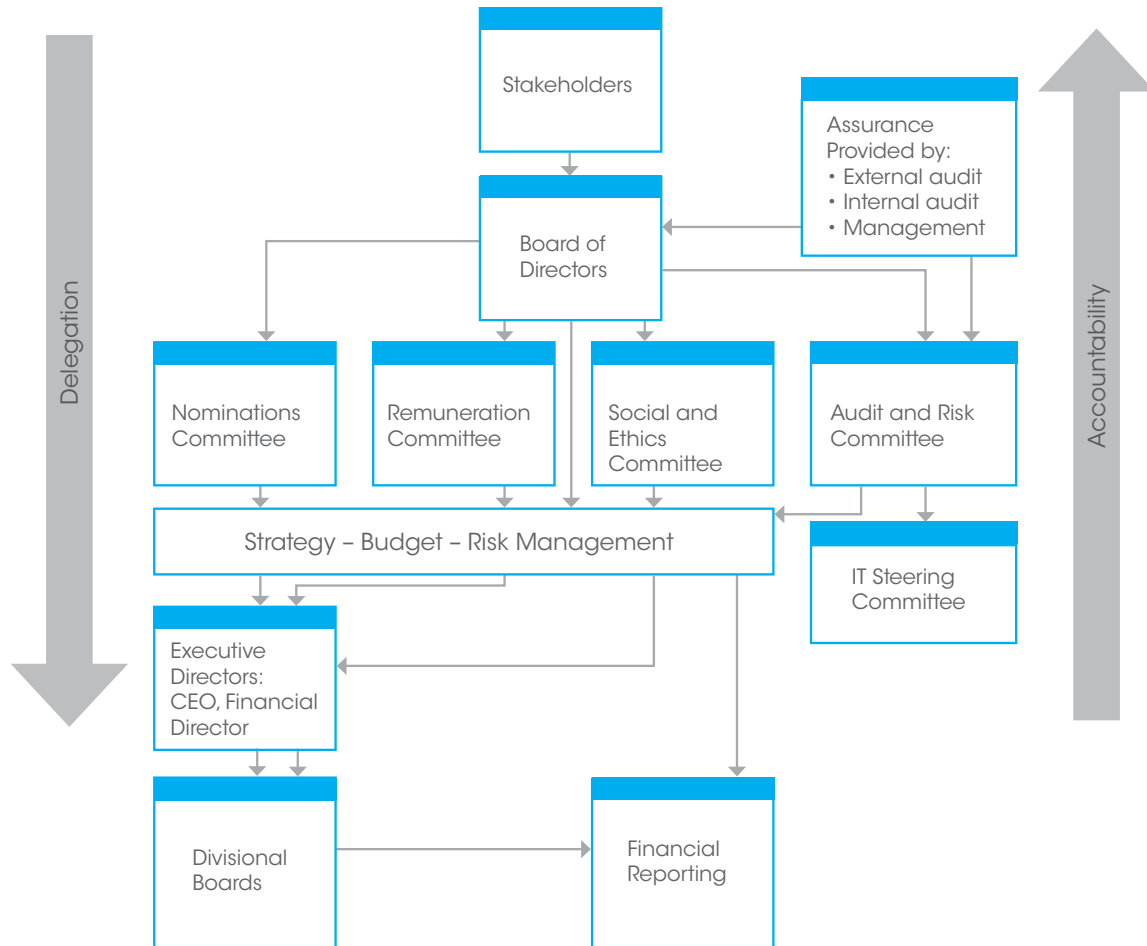 Stakeholders
Assurance
Provided by:
• External audit
• Internal audit
• Management
Board of
Directors
Delegation
Accountability
Nominations
Committee
Remuneration
Committee
Social and
Ethics
Committee
Audit and Risk
Committee
Strategy – Budget – Risk Management
IT Steering
Committee
Executive
Directors:
CEO, Financial
Director
Divisional
Boards
Financial
Reporting